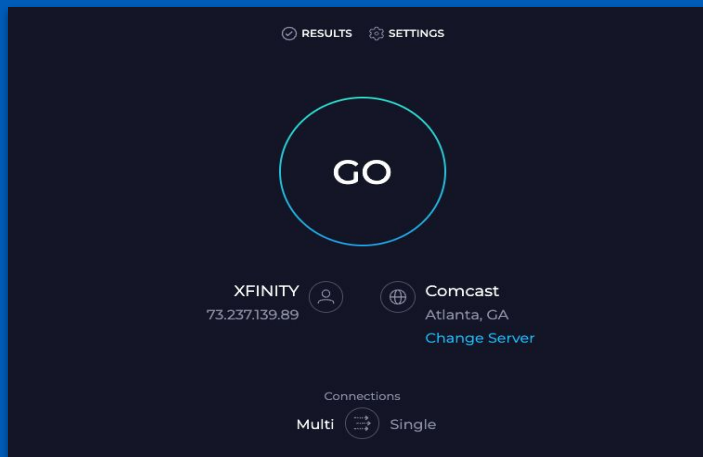 RESULTS SETTINGS
GO
XFINITY
73.237.139.89
Comcast
Atlanta, GA
Change Server
Connections
Multi Single